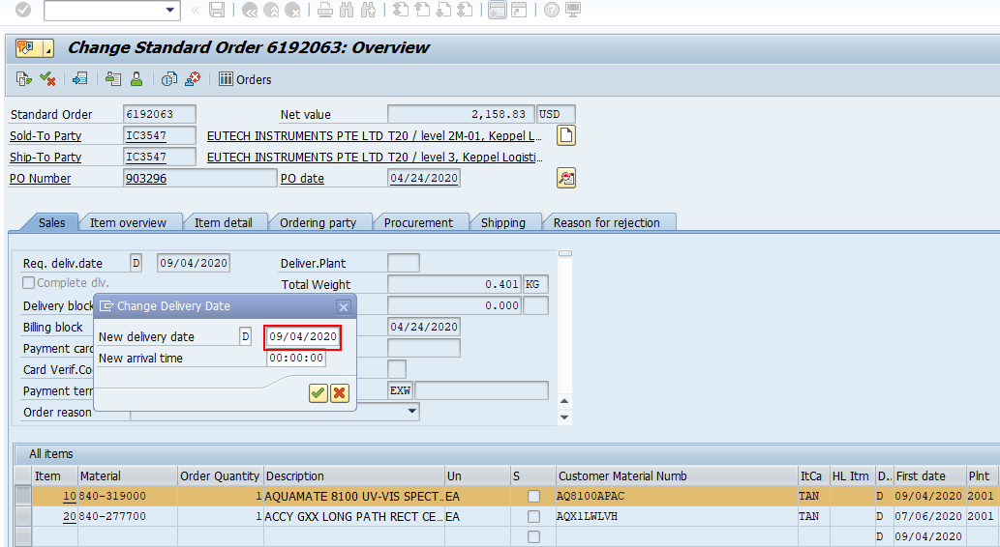 Change Standard Order 6192063: Overview
Orders
Standard Order 6192063 Net value 2,158.83 USD
Sold-To Party IC3547 EUTECH INSTRUMENTS PTE LTD T20 / level 2M-01, Keppel L...
Ship-To Party IC3547 EUTECH INSTRUMENTS PTE LTD T20 / level 3, Keppel Logisti...
PO Number 903296 PO date 04/24/2020
Sales Item overview Item detail Ordering party Procurement Shipping Reason for rejection
Req. deliv.date D 09/04/2020 Deliver.Plant
Complete dlv. Total Weight 0.401 KG
Delivery block 0.000
Billing block 04/24/2020
Payment card
Card Verif.Co
Payment term EXW
Order reason
Change Delivery Date
New delivery date D 09/04/2020
New arrival time 00:00:00
All items
Item Material Order Quantity Description Un S Customer Material Numb ItCa HL Itm D.. First date Plnt
10 840-319000 1 AQUAMATE 8100 UV-VIS SPECT.. EA AQ8100APAC TAN D 09/04/2020 2001
20 840-277700 1 ACCY GXX LONG PATH RECT CE... EA AQX1LWLVH TAN D 07/06/2020 2001
D 09/04/2020